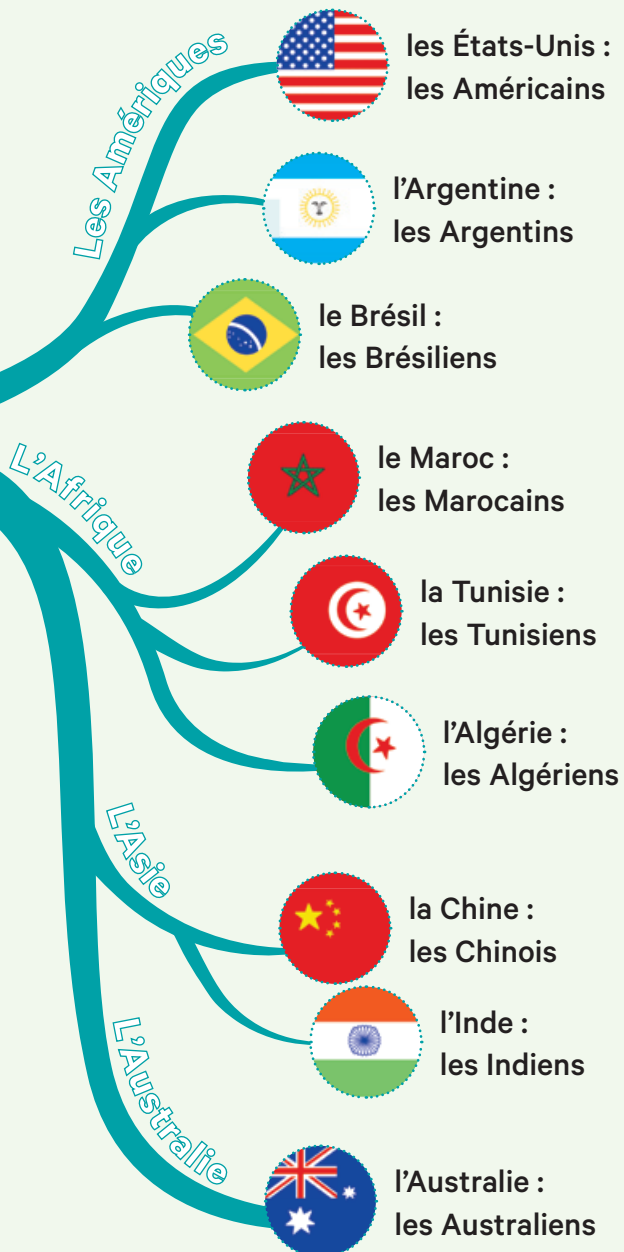 Les Amériques
les États-Unis :
les Américains
l'Argentine :
les Argentins
le Brésil :
les Brésiliens
L'Afrique
le Maroc :
les Marocains
la Tunisie :
les Tunisiens
l'Algérie :
les Algériens
L'Asie
la Chine :
les Chinois
l'Inde :
les Indiens
L'Australie
l'Australie :
les Australiens